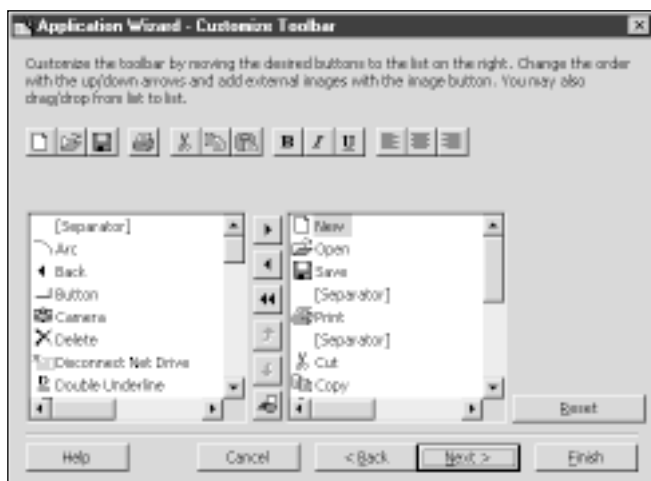 Application Wizard - Customize Toolbar
Customize the toolbar by moving the desired buttons to the list on the right. Change the order
with the up/down arrows and add external images with the image button. You may also
drag/drop from list to list.
B I U
[Separator]
Arc
Back
Button
Camera
Delete
Disconnect Net Drive
Double Underline
New
Open
Save
[Separator]
Print
[Separator]
Cut
Copy
Reset
Help
Cancel
< Back
Next >
Finish